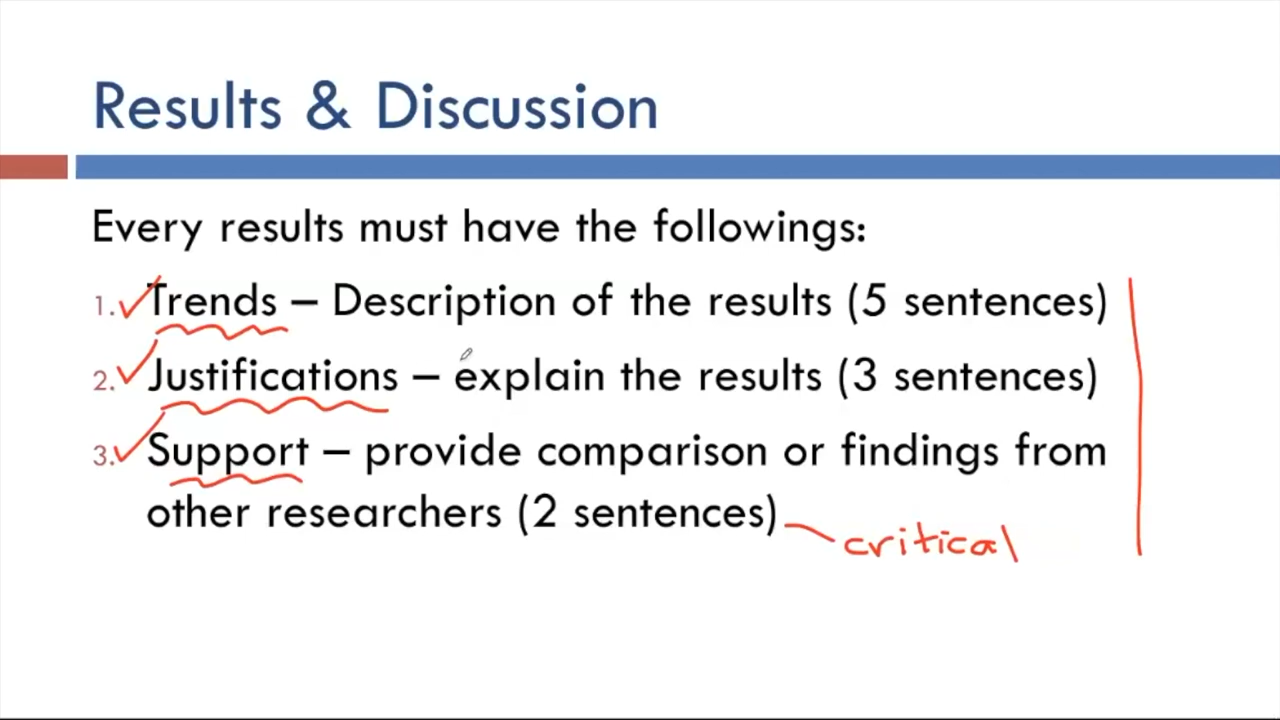 Results & Discussion
Every results must have the followings:
1. Trends – Description of the results (5 sentences)
2. Justifications – explain the results (3 sentences)
3. Support – provide comparison or findings from
other researchers (2 sentences)
critical